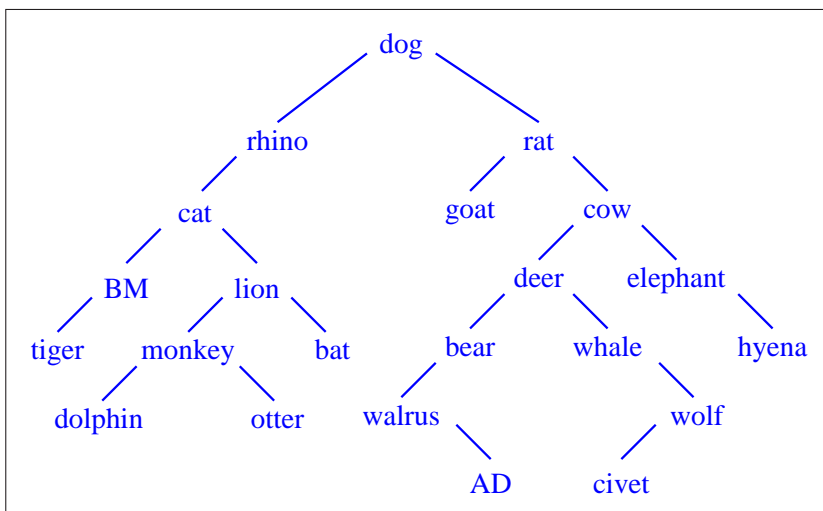 dog
rhino rat
cat goat cow
BM lion deer elephant
tiger monkey bat bear whale hyena
dolphin otter walrus wolf
AD civet